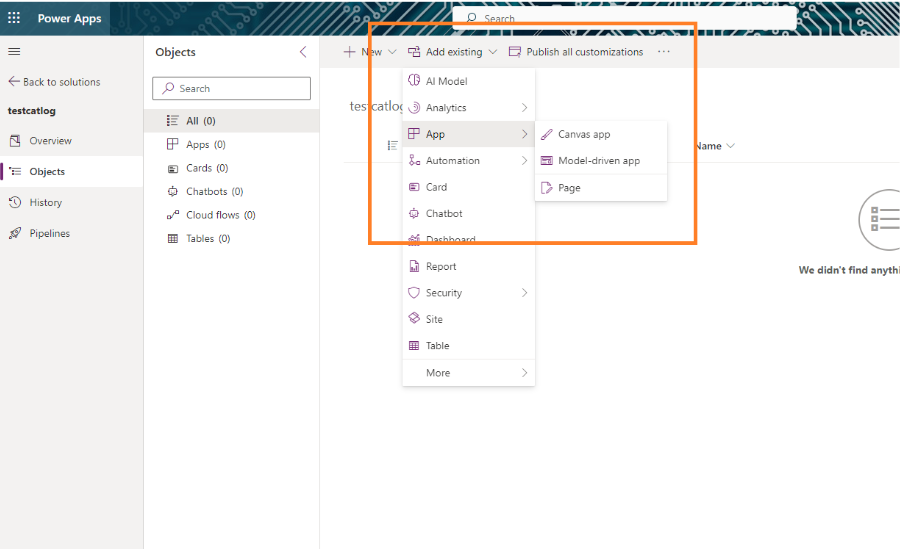 Power Apps
Search
Back to solutions
testcatlog
Overview
Objects
History
Pipelines
Objects
Search
All (0)
Apps (0)
Cards (0)
Chatbots (0)
Cloud flows (0)
Tables (0)
New
Add existing
Publish all customizations
testcatlog
AI Model
Analytics
App
Automation
Card
Chatbot
Dashboard
Report
Security
Site
Table
More
Canvas app
Model-driven app
Page
Name
We didn't find